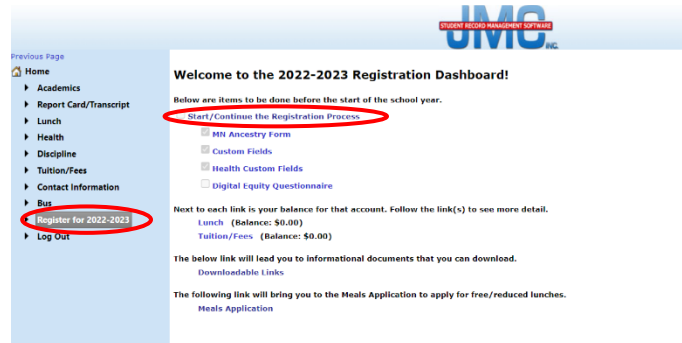 STUDENT RECORD MANAGEMENT SOFTWARE
JMC
INC.
Previous Page
Home
Academics
Report Card/Transcript
Lunch
Health
Discipline
Tuition/Fees
Contact Information
Bus
Register for 2022-2023
Log Out
Welcome to the 2022-2023 Registration Dashboard!
Below are items to be done before the start of the school year.
Start/Continue the Registration Process
MN Ancestry Form
Custom Fields
Health Custom Fields
Digital Equity Questionnaire
Next to each link is your balance for that account. Follow the link(s) to see more detail.
Lunch (Balance: $0.00)
Tuition/Fees (Balance: $0.00)
The below link will lead you to informational documents that you can download.
Downloadable Links
The following link will bring you to the Meals Application to apply for free/reduced lunches.
Meals Application